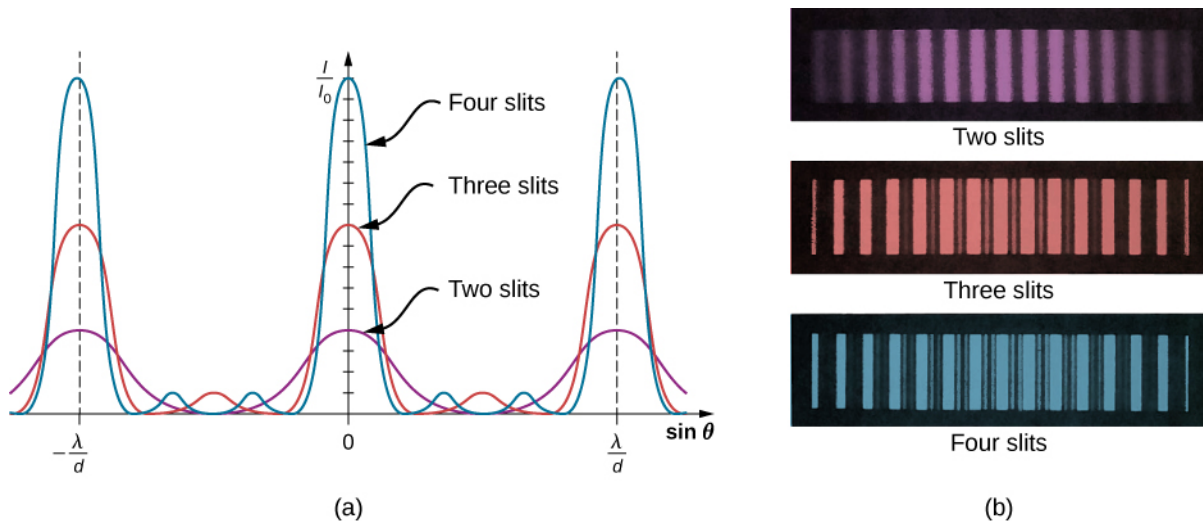 I/I₀
Four slits
Three slits
Two slits
sin θ
−λ/d
0
λ/d
(a)
Two slits
Three slits
Four slits
(b)